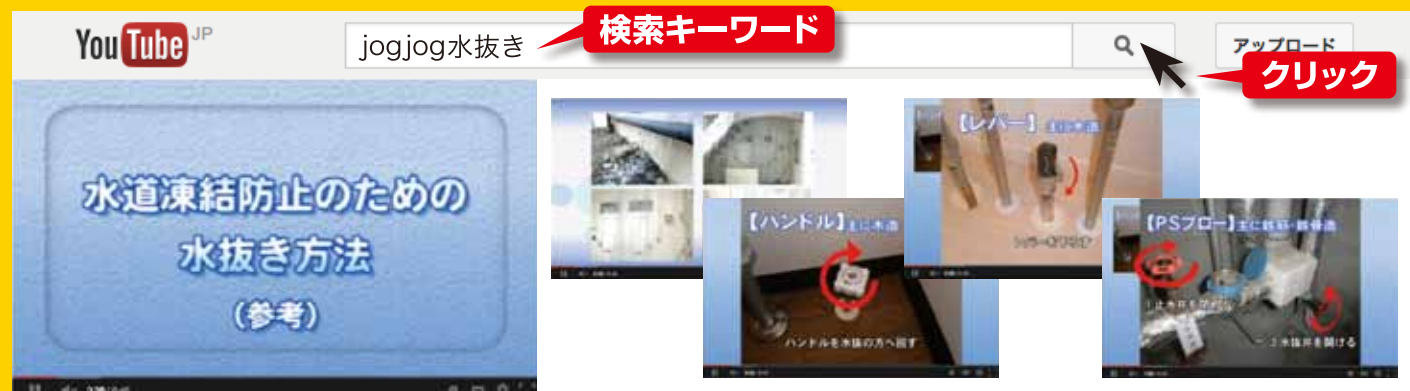 YouTube JP
jogjog水抜き
検索キーワード
アップロード
クリック
水道凍結防止のための
水抜き方法
(参考)
【レバー】主に木造
【ハンドル】主に木造
ハンドルを水抜の方へ回す
【PSブロー】主に鉄筋・鉄骨造
1止水弁を閉める
2水抜弁を開ける